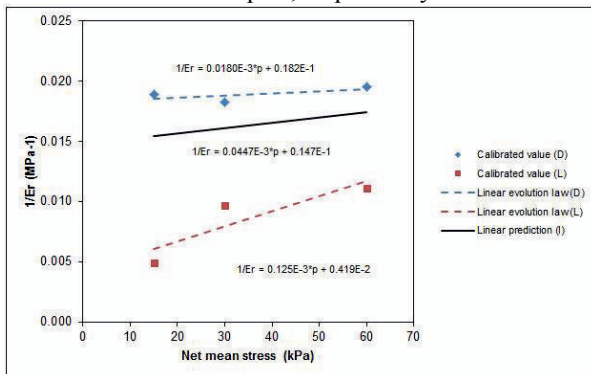 0.025
0.020
0.015
0.010
0.005
0.000
1/Er (MPa-1)
1/Er = 0.0180E-3*p + 0.182E-1
1/Er = 0.0447E-3*p + 0.147E-1
1/Er = 0.125E-3*p + 0.419E-2
0 10 20 30 40 50 60 70
Net mean stress (kPa)
Calibrated value (D)
Calibrated value (L)
Linear evolution law(D)
Linear evolution law(L)
Linear prediction (I)